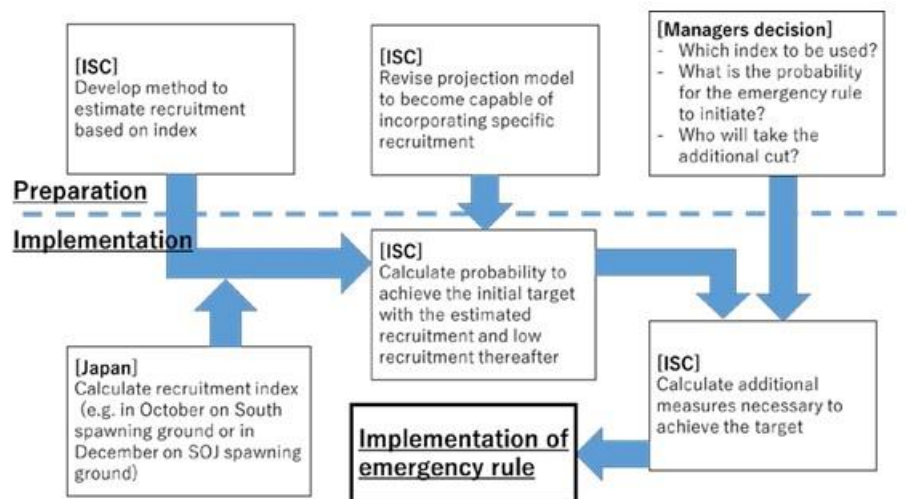 [ISC]
Develop method to
estimate recruitment
based on index
[ISC]
Revise projection model
to become capable of
incorporating specific
recruitment
[Managers decision]
- Which index to be used?
- What is the probability
for the emergency rule
to initiate?
- Who will take the
additional cut?
Preparation
Implementation
[ISC]
Calculate probability to
achieve the initial target
with the estimated
recruitment and low
recruitment thereafter
[Japan]
Calculate recruitment index
(e.g. in October on South
spawning ground or in
December on SOJ spawning
ground)
[ISC]
Calculate additional
measures necessary to
achieve the target
Implementation of
emergency rule